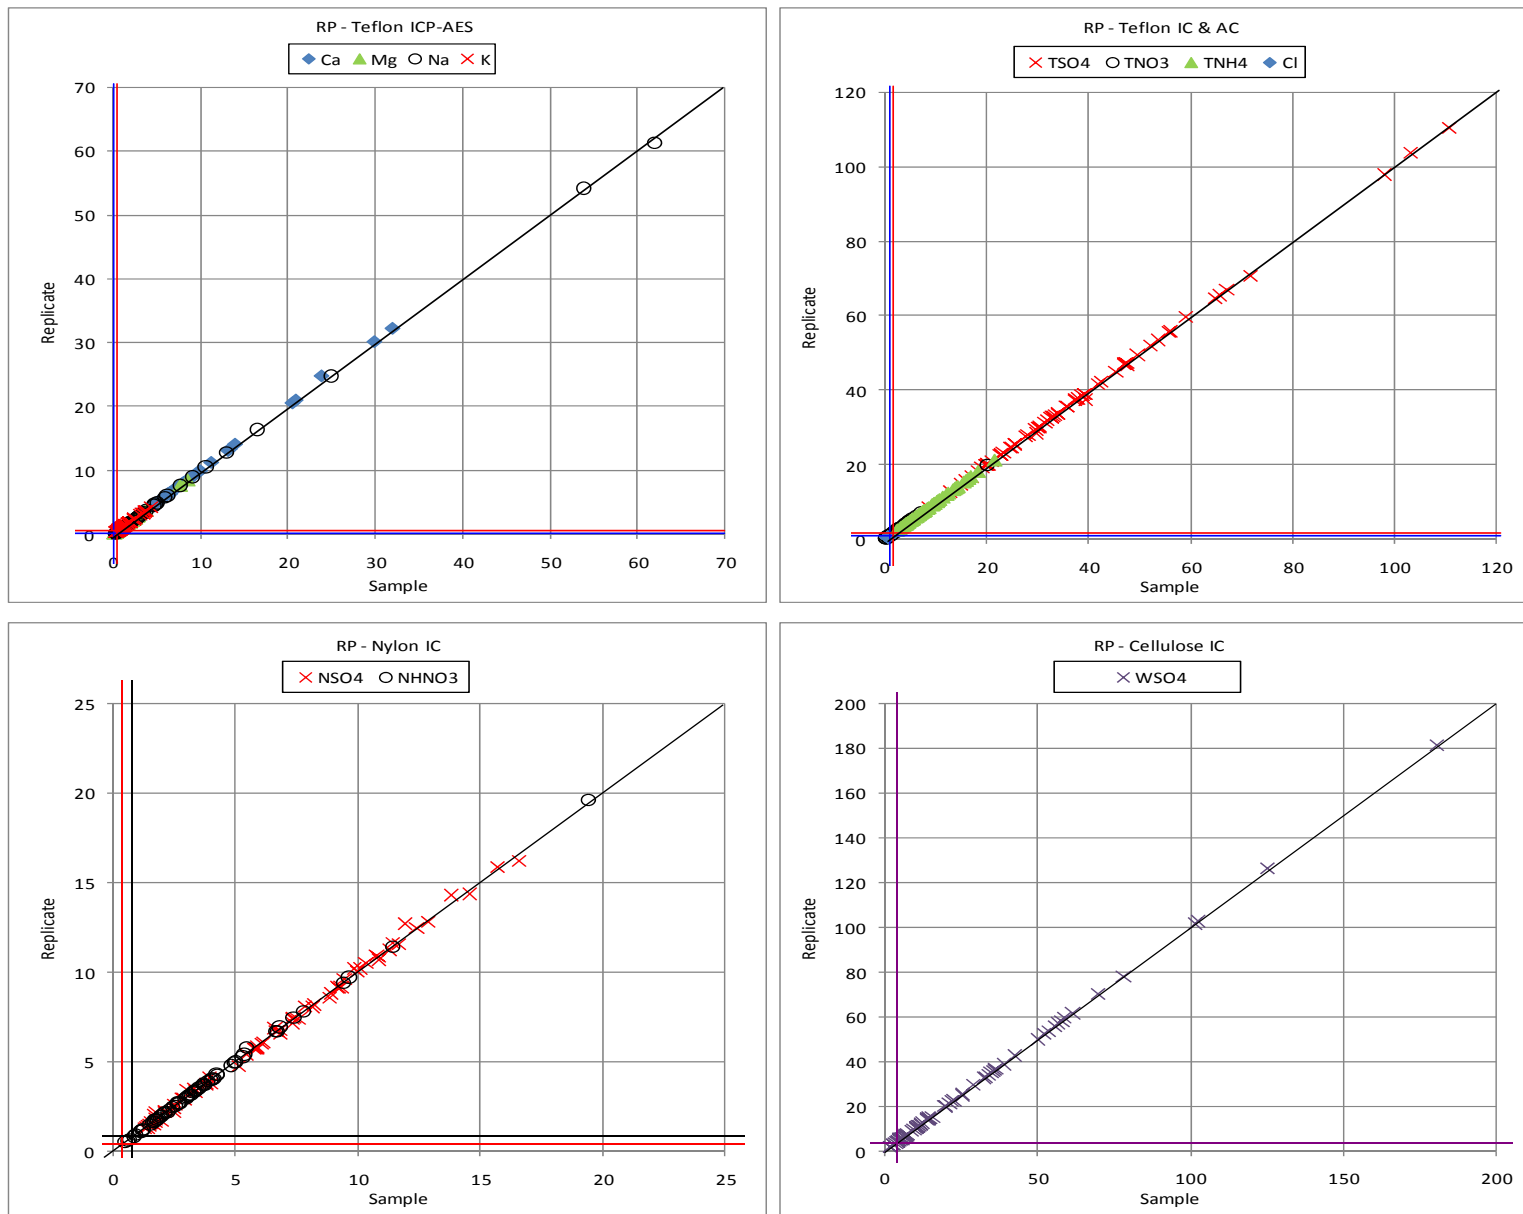 RP - Teflon ICP-AES
Ca Mg Na K
70
60
50
40
30
20
10
0
Replicate
0 10 20 30 40 50 60 70
Sample
RP - Teflon IC & AC
TSO4 TNO3 TNH4 Cl
120
100
80
60
40
20
0
Replicate
0 20 40 60 80 100 120
Sample
RP - Nylon IC
NSO4 NHNO3
25
20
15
10
5
0
Replicate
0 5 10 15 20 25
Sample
RP - Cellulose IC
WSO4
200
180
160
140
120
100
80
60
40
20
0
Replicate
0 50 100 150 200
Sample